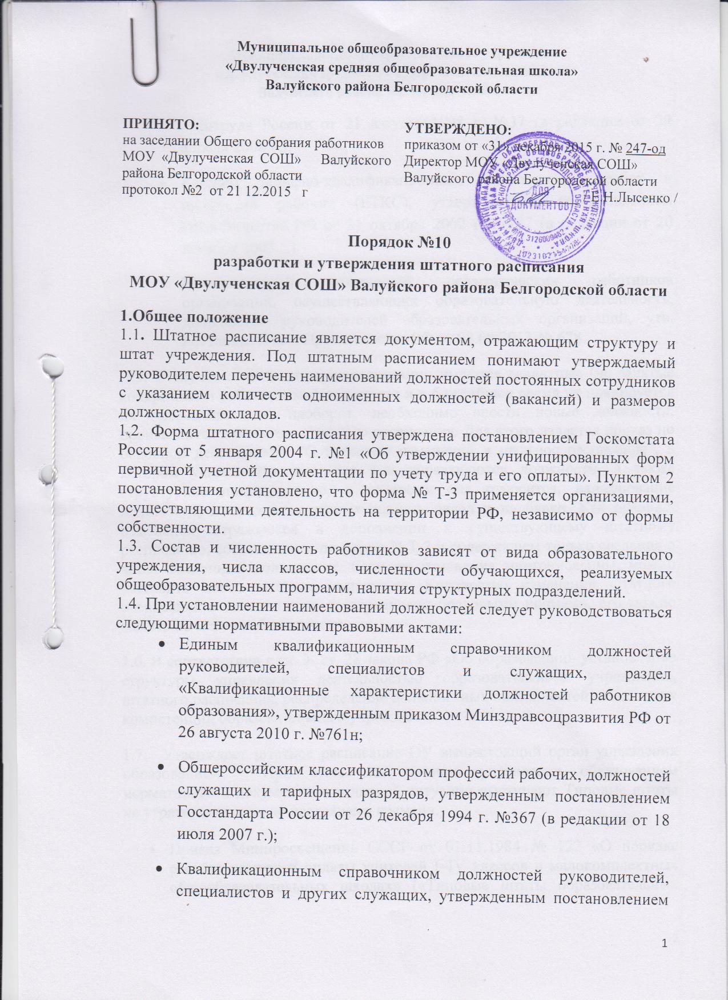 Муниципальное общеобразовательное учреждение
«Двулученская средняя общеобразовательная школа»
Валуйского района Белгородской области
ПРИНЯТО:
на заседании Общего собрания работников
МОУ «Двулученская СОШ» Валуйского
района Белгородской области
протокол №2 от 21 12.2015 г
УТВЕРЖДЕНО:
приказом от «31» декабря 2015 г. № 247-од
Директор МОУ «Двулученская СОШ»
Валуйского района Белгородской области
/ Е.Н.Лысенко /
ДЛЯ
ДОКУМЕНТОВ
ИНН 3126009482
Порядок №10
разработки и утверждения штатного расписания
МОУ «Двулученская СОШ» Валуйского района Белгородской области
1.Общее положение
1.1. Штатное расписание является документом, отражающим структуру и
штат учреждения. Под штатным расписанием понимают утверждаемый
руководителем перечень наименований должностей постоянных сотрудников
с указанием количеств одноименных должностей (вакансий) и размеров
должностных окладов.
1.2. Форма штатного расписания утверждена постановлением Госкомстата
России от 5 января 2004 г. №1 «Об утверждении унифицированных форм
первичной учетной документации по учету труда и его оплаты». Пунктом 2
постановления установлено, что форма № Т-3 применяется организациями,
осуществляющими деятельность на территории РФ, независимо от формы
собственности.
1.3. Состав и численность работников зависят от вида образовательного
учреждения, числа классов, численности обучающихся, реализуемых
общеобразовательных программ, наличия структурных подразделений.
1.4. При установлении наименований должностей следует руководствоваться
следующими нормативными правовыми актами:
• Единым квалификационным справочником должностей
руководителей, специалистов и служащих, раздел
«Квалификационные характеристики должностей работников
образования», утвержденным приказом Минздравсоцразвития РФ от
26 августа 2010 г. №761н;
• Общероссийским классификатором профессий рабочих, должностей
служащих и тарифных разрядов, утвержденным постановлением
Госстандарта России от 26 декабря 1994 г. №367 (в редакции от 18
июля 2007 г.);
• Квалификационным справочником должностей руководителей,
специалистов и других служащих, утвержденным постановлением
1